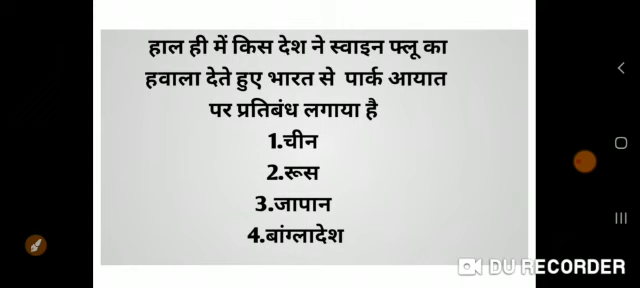 हाल ही में किस देश ने स्वाइन फ्लू का
हवाला देते हुए भारत से पार्क आयात
पर प्रतिबंध लगाया है
1.चीन
2.रूस
3.जापान
4.बांग्लादेश
DU RECORDER